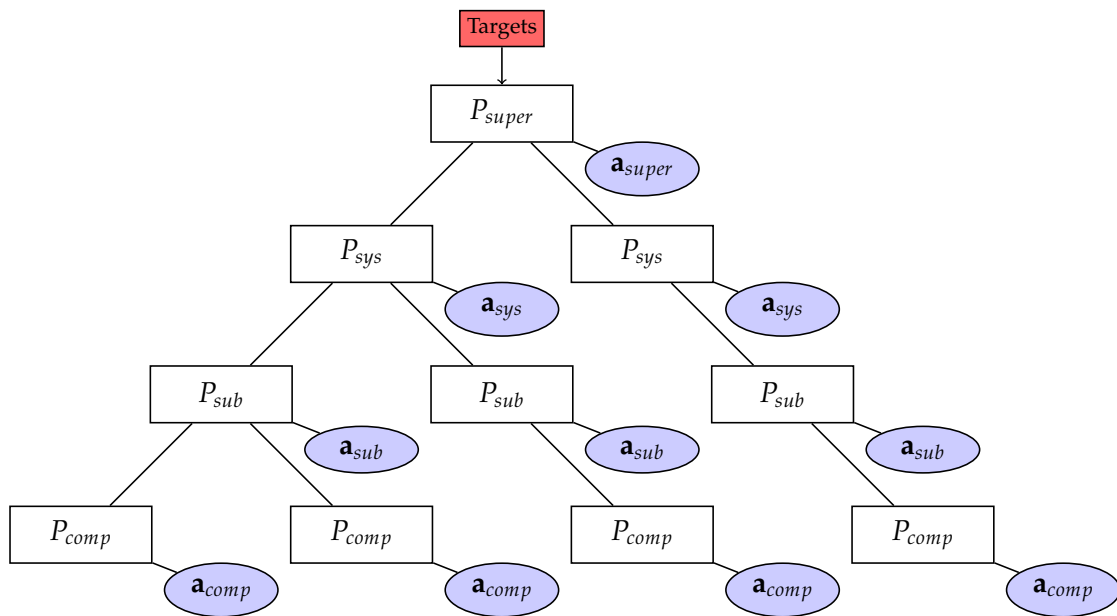 Targets
P_super
a_super
P_sys
P_sys
a_sys
a_sys
P_sub
P_sub
P_sub
a_sub
a_sub
a_sub
P_comp
P_comp
P_comp
P_comp
a_comp
a_comp
a_comp
a_comp